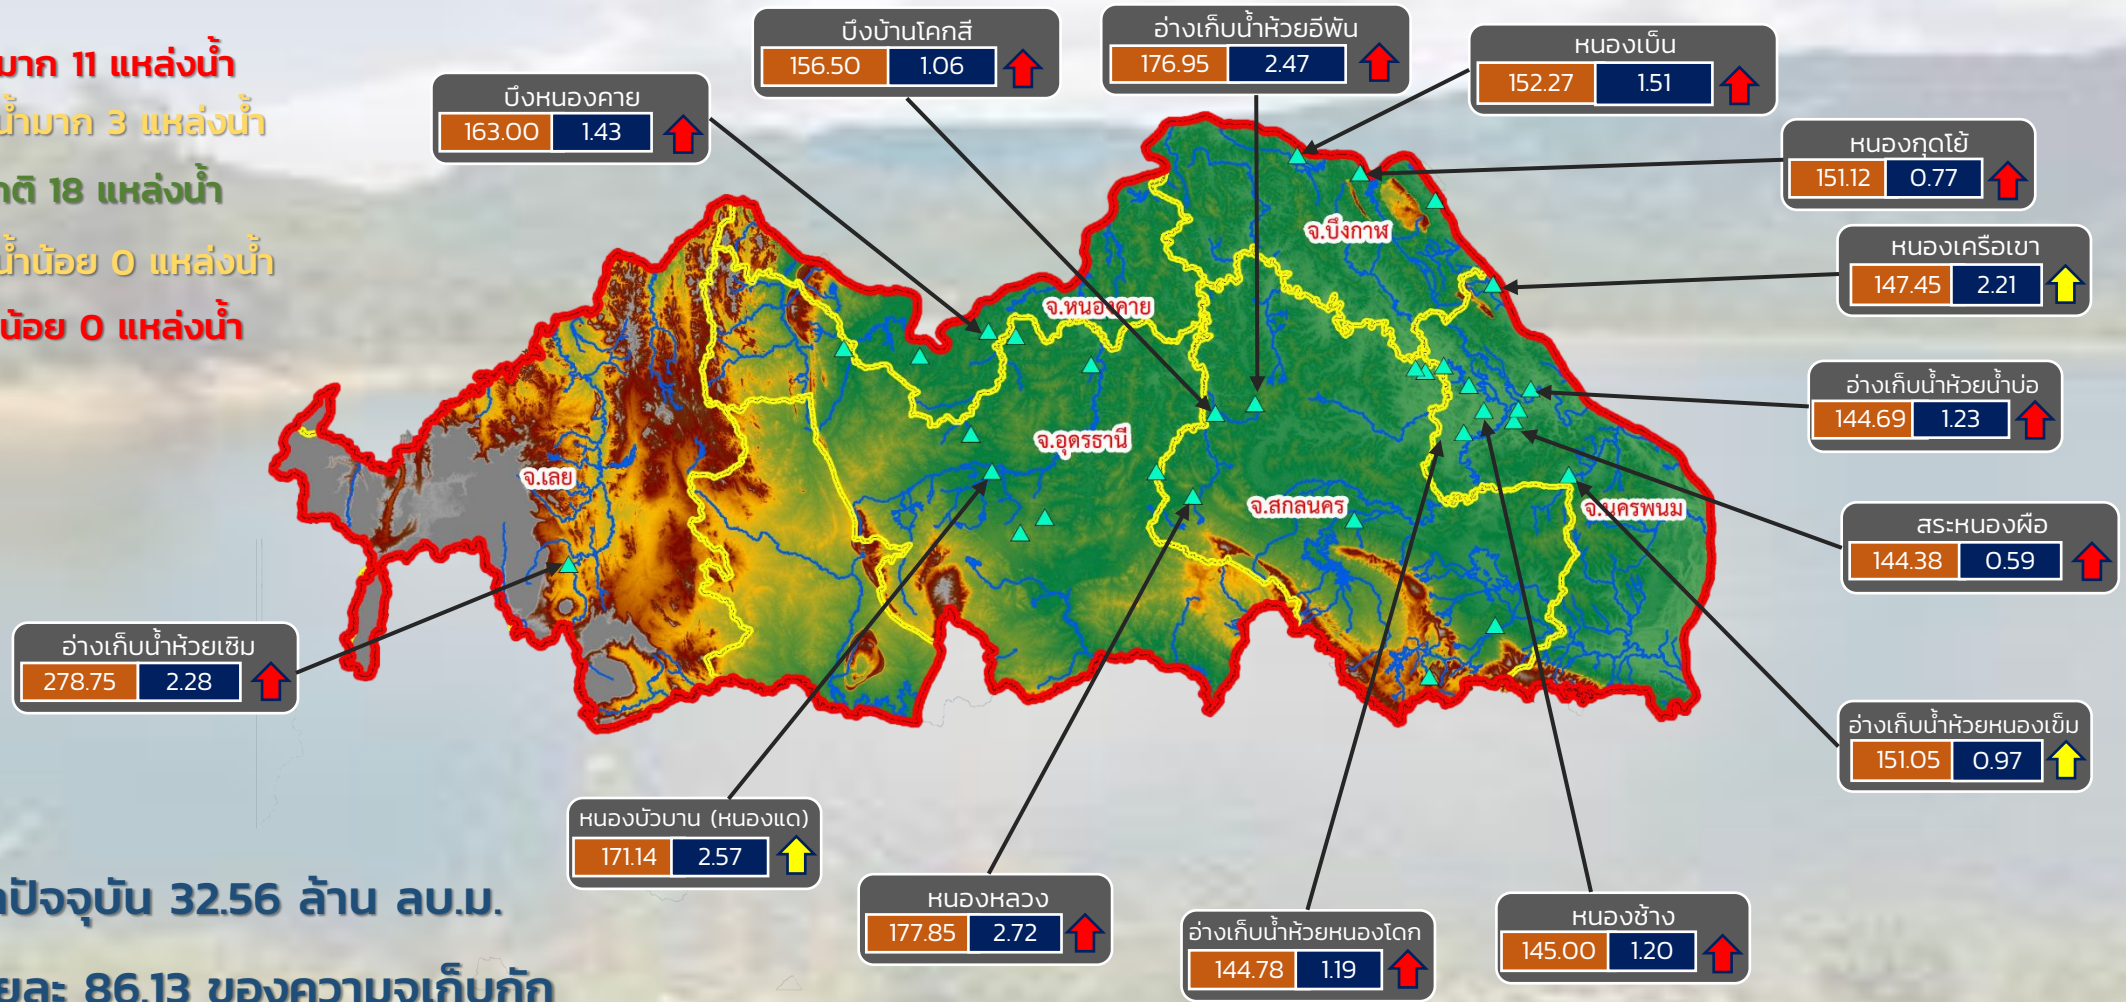 มาก 11 แหล่งน้ำ
น้ำมาก 3 แหล่งน้ำ
18 แหล่งน้ำ
น้ำน้อย 0 แหล่งน้ำ
น้อย 0 แหล่งน้ำ
บึงหนองคาย
163.00 1.43
บึงบ้านโคกสี
156.50 1.06
อ่างเก็บน้ำห้วยอีพัน
176.95 2.47
หนองเบ็น
152.27 1.51
หนองกุดโย้
151.12 0.77
หนองเครือเขา
147.45 2.21
อ่างเก็บน้ำห้วยน้ำบ่อ
144.69 1.23
สระหนองผือ
144.38 0.59
อ่างเก็บน้ำห้วยหนองเข็ม
151.05 0.97
จ.บึงกาฬ
จ.หนองคาย
จ.อุดรธานี
จ.เลย
จ.สกลนคร
จ.นครพนม
อ่างเก็บน้ำห้วยเซิม
278.75 2.28
หนองบัวบาน (หนองแด)
171.14 2.57
หนองหลวง
177.85 2.72
อ่างเก็บน้ำห้วยหนองโดก
144.78 1.19
หนองช้าง
145.00 1.20
ปัจจุบัน 32.56 ล้าน ลบ.ม.
86.13 ของความจุเก็บกัก